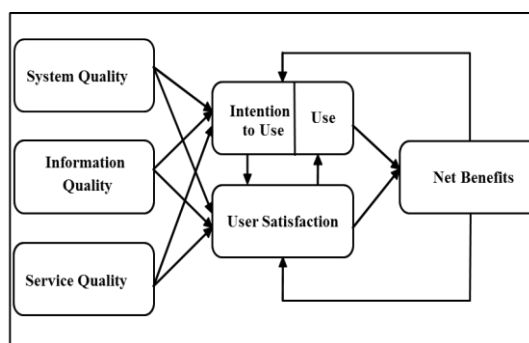 System Quality
Intention
to Use
Use
Information
Quality
Net Benefits
User Satisfaction
Service Quality